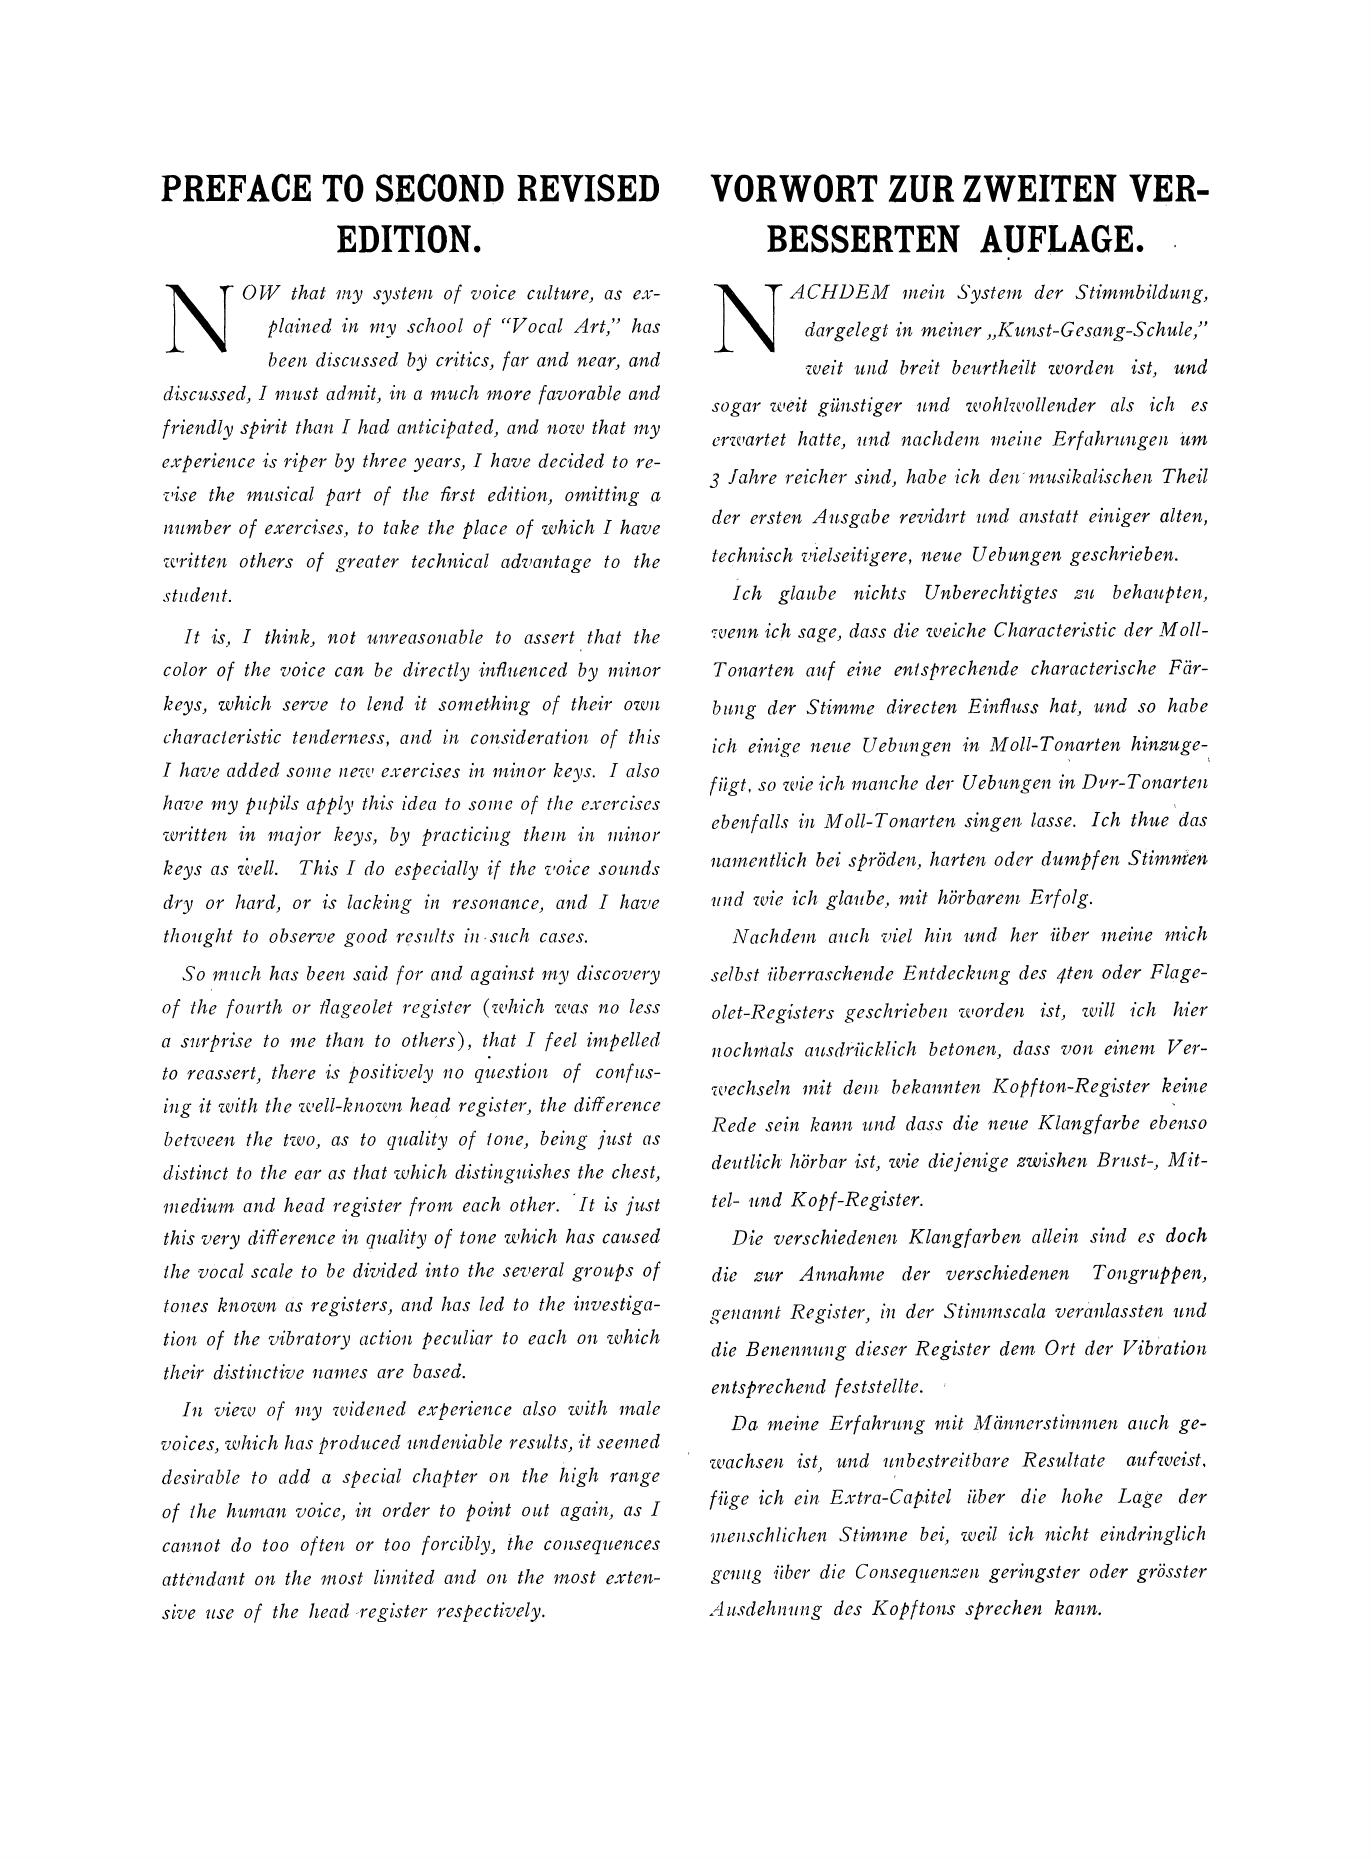 PREFACE TO SECOND REVISED
EDITION.
NOW that my system of voice culture, as ex-
plained in my school of “Vocal Art,” has
been discussed by critics, far and near, and
discussed, I must admit, in a much more favorable and
friendly spirit than I had anticipated, and now that my
experience is riper by three years, I have decided to re-
vise the musical part of the first edition, omitting a
number of exercises, to take the place of which I have
written others of greater technical advantage to the
student.
It is, I think, not unreasonable to assert that the
color of the voice can be directly influenced by minor
keys, which serve to lend it something of their own
characteristic tenderness, and in consideration of this
I have added some new exercises in minor keys. I also
have my pupils apply this idea to some of the exercises
written in major keys, by practicing them in minor
keys as well. This I do especially if the voice sounds
dry or hard, or is lacking in resonance, and I have
thought to observe good results in such cases.
So much has been said for and against my discovery
of the fourth or flageolet register (which was no less
a surprise to me than to others), that I feel impelled
to reassert, there is positively no question of confus-
ing it with the well-known head register, the difference
between the two, as to quality of tone, being just as
distinct to the ear as that which distinguishes the chest,
medium and head register from each other. It is just
this very difference in quality of tone which has caused
the vocal scale to be divided into the several groups of
tones known as registers, and has led to the investiga-
tion of the vibratory action peculiar to each on which
their distinctive names are based.
In view of my widened experience also with male
voices, which has produced undeniable results, it seemed
desirable to add a special chapter on the high range
of the human voice, in order to point out again, as I
cannot do too often or too forcibly, the consequences
attendant on the most limited and on the most exten-
sive use of the head register respectively.
VORWORT ZUR ZWEITEN VER-
BESSERTEN AUFLAGE.
NACHDEM mein System der Stimmbildung,
dargelegt in meiner „Kunst-Gesang-Schule,”
weit und breit beurtheilt worden ist, und
sogar weit günstiger und wohlwollender als ich es
erwartet hatte, und nachdem meine Erfahrungen um
3 Jahre reicher sind, habe ich den musikalischen Theil
der ersten Ausgabe revidirt und anstatt einiger alten,
technisch vielseitigere, neue Uebungen geschrieben.
Ich glaube nichts Unberechtigtes zu behaupten,
wenn ich sage, dass die weiche Characteristic der Moll-
Tonarten auf eine entsprechende characterische Fär-
bung der Stimme directen Einfluss hat, und so habe
ich einige neue Uebungen in Moll-Tonarten hinzuge-
fügt, so wie ich manche der Uebungen in Dur-Tonarten
ebenfalls in Moll-Tonarten singen lasse. Ich thue das
namentlich bei spröden, harten oder dumpfen Stimmen
und wie ich glaube, mit hörbarem Erfolg.
Nachdem auch viel hin und her über meine mich
selbst überraschende Entdeckung des 4ten oder Flage-
olet-Registers geschrieben worden ist, will ich hier
nochmals ausdrücklich betonen, dass von einem Ver-
wechseln mit dem bekannten Kopfton-Register keine
Rede sein kann und dass die neue Klangfarbe ebenso
deutlich hörbar ist, wie diejenige zwishen Brust-, Mit-
tel- und Kopf-Register.
Die verschiedenen Klangfarben allein sind es doch
die zur Annahme der verschiedenen Tongruppen,
genannt Register, in der Stimmscala veranlassten und
die Benennung dieser Register dem Ort der Vibration
entsprechend feststellte.
Da meine Erfahrung mit Männerstimmen auch ge-
wachsen ist, und unbestreitbare Resultate aufweist,
füge ich ein Extra-Capitel über die hohe Lage der
menschlichen Stimme bei, weil ich nicht eindringlich
genug über die Consequenzen geringster oder grösster
Ausdehnung des Kopftons sprechen kann.